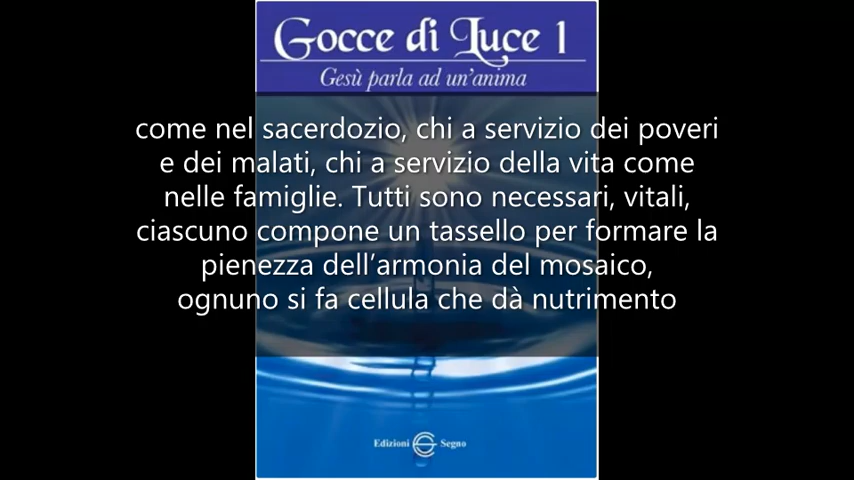 Gocce di Luce 1
Gesù parla ad un'anima
come nel sacerdozio, chi a servizio dei poveri
e dei malati, chi a servizio della vita come
nelle famiglie. Tutti sono necessari, vitali,
ciascuno compone un tassello per formare la
pienezza dell’armonia del mosaico,
ognuno si fa cellula che dà nutrimento
Edizioni Segno